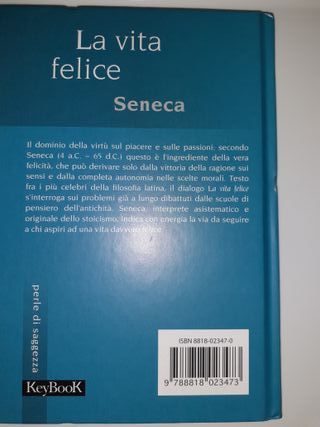 La vita
felice
Seneca
Il dominio della virtù sul piacere e sulle passioni: secondo
Seneca (4 a.C. – 65 d.C.) questo è l'ingrediente della vera
felicità, che può derivare solo dalla vittoria della ragione sui
sensi e dalla completa autonomia nelle scelte morali. Testo
fra i più celebri della filosofia latina, il dialogo La vita felice
s'interroga sui problemi già a lungo dibattuti dalle scuole di
pensiero dell'antichità. Seneca, interprete asistematico e
originale dello stoicismo, indica con energia la via da seguire
a chi aspiri ad una vita davvero felice.
perle di saggezza
KEYBOOK
ISBN 8818-02347-0
9 788818 023473